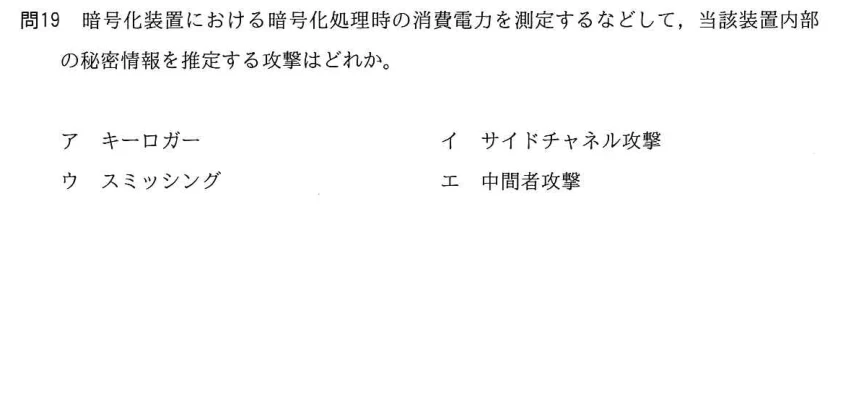 問19 暗号化装置における暗号化処理時の消費電力を測定するなどして，当該装置内部
の秘密情報を推定する攻撃はどれか。
ア キーロガー イ サイドチャネル攻撃
ウ スミッシング エ 中間者攻撃